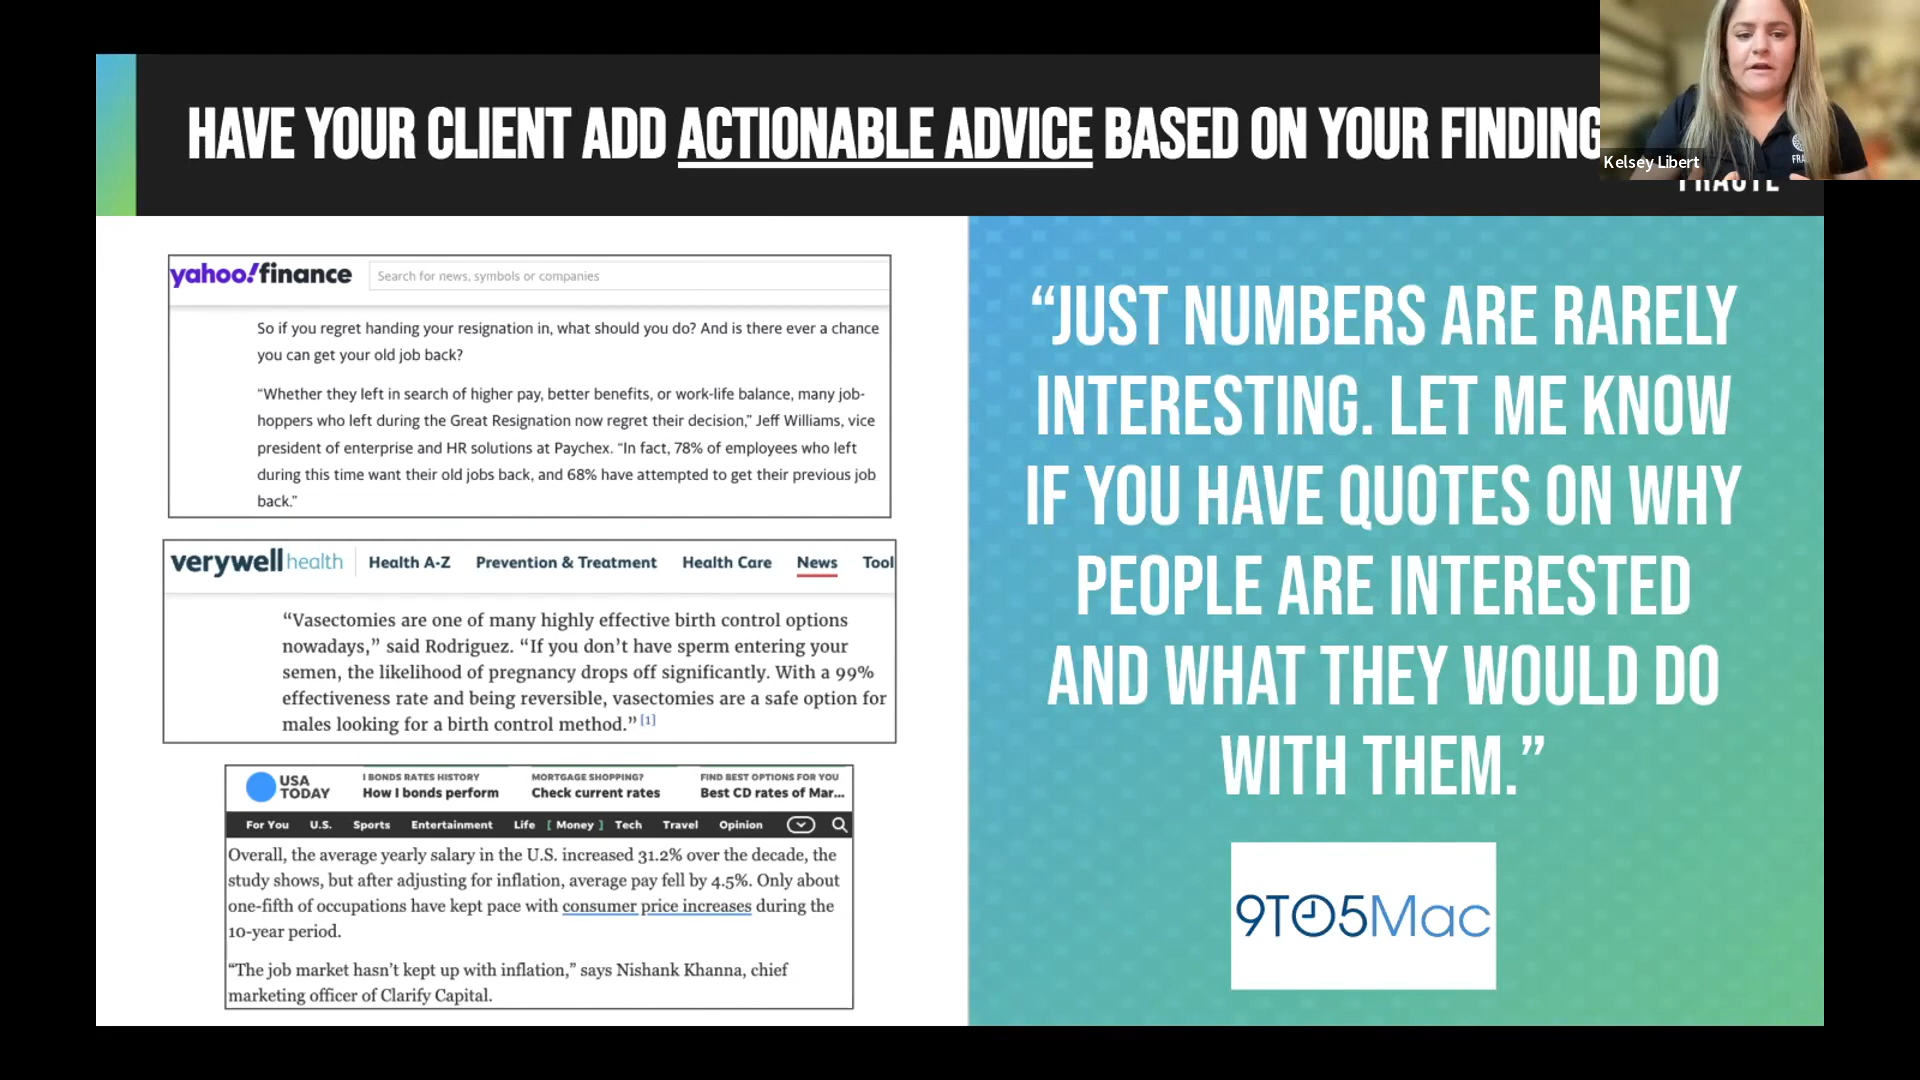 HAVE YOUR CLIENT ADD ACTIONABLE ADVICE BASED ON YOUR FINDING
Kelsey Libert
FRA
FRACTL
yahoo!finance
Search for news, symbols or companies
So if you regret handing your resignation in, what should you do? And is there ever a chance
you can get your old job back?
“Whether they left in search of higher pay, better benefits, or work-life balance, many job-
hoppers who left during the Great Resignation now regret their decision,” Jeff Williams, vice
president of enterprise and HR solutions at Paychex. “In fact, 78% of employees who left
during this time want their old jobs back, and 68% have attempted to get their previous job
back.”
verywell health Health A-Z Prevention & Treatment Health Care News Tool
“Vasectomies are one of many highly effective birth control options
nowadays,” said Rodriguez. “If you don’t have sperm entering your
semen, the likelihood of pregnancy drops off significantly. With a 99%
effectiveness rate and being reversible, vasectomies are a safe option for
males looking for a birth control method.” [1]
USA
TODAY
I BONDS RATES HISTORY
How I bonds perform
MORTGAGE SHOPPING?
Check current rates
FIND BEST OPTIONS FOR YOU
Best CD rates of Mar...
For You U.S. Sports Entertainment Life [ Money ] Tech Travel Opinion
Overall, the average yearly salary in the U.S. increased 31.2% over the decade, the
study shows, but after adjusting for inflation, average pay fell by 4.5%. Only about
one-fifth of occupations have kept pace with consumer price increases during the
10-year period.
“The job market hasn’t kept up with inflation,” says Nishank Khanna, chief
marketing officer of Clarify Capital.
“JUST NUMBERS ARE RARELY
INTERESTING. LET ME KNOW
IF YOU HAVE QUOTES ON WHY
PEOPLE ARE INTERESTED
AND WHAT THEY WOULD DO
WITH THEM.”
9TO5Mac